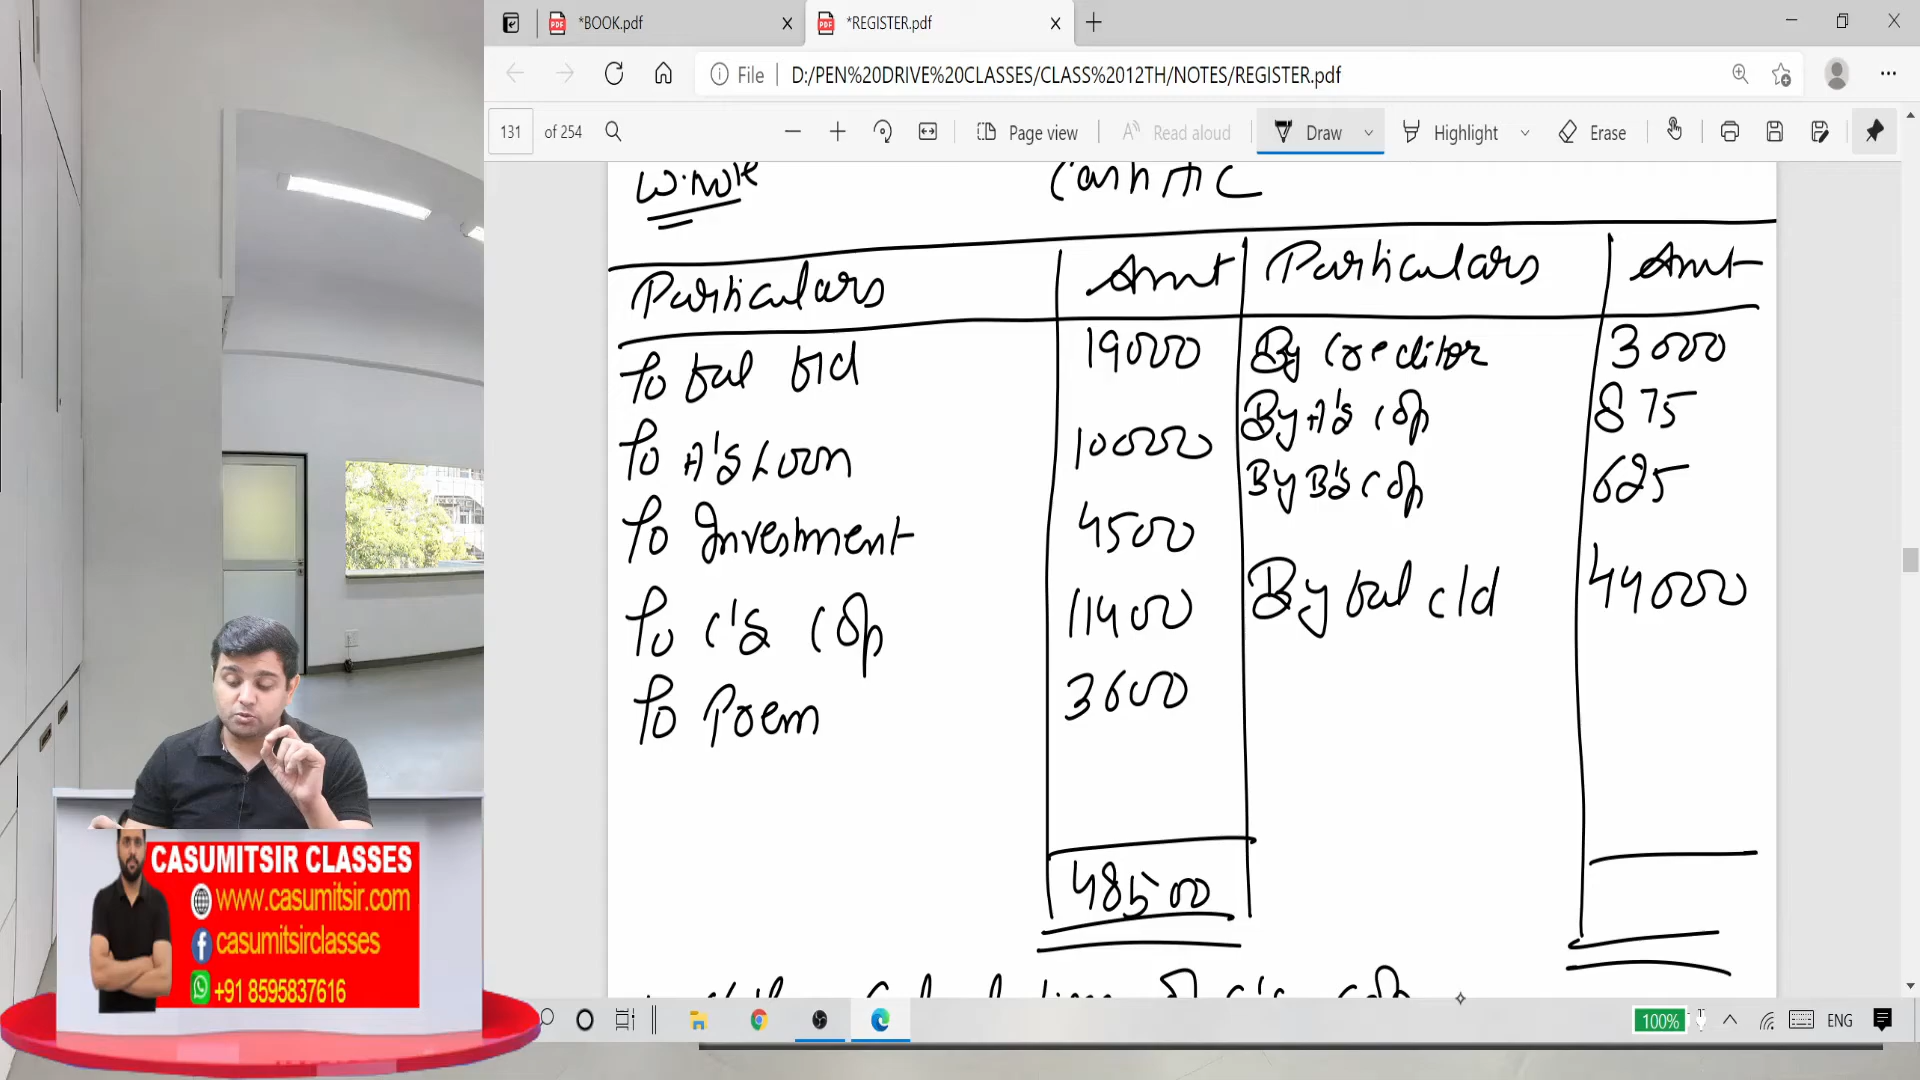 *BOOK.pdf
*REGISTER.pdf
File D:/PEN%20DRIVE%20CLASSES/CLASS%2012TH/NOTES/REGISTER.pdf
131 of 254 Page view Read aloud Draw Highlight Erase
W.Note Cash A/C
Particulars Amt Particulars Amt
To bal b/d 19000 By Creditor 3000
To A's Loan 10000 By A's Cap 875
To Investment 4500 By B's Cap 625
To C's Cap 11400 By bal c/d 44000
To Prem 3600
48500
Calculation of C's Cap
CASUMITSIR CLASSES
www.casumitsir.com
casumitsirclasses
+91 8595837616
100% ENG